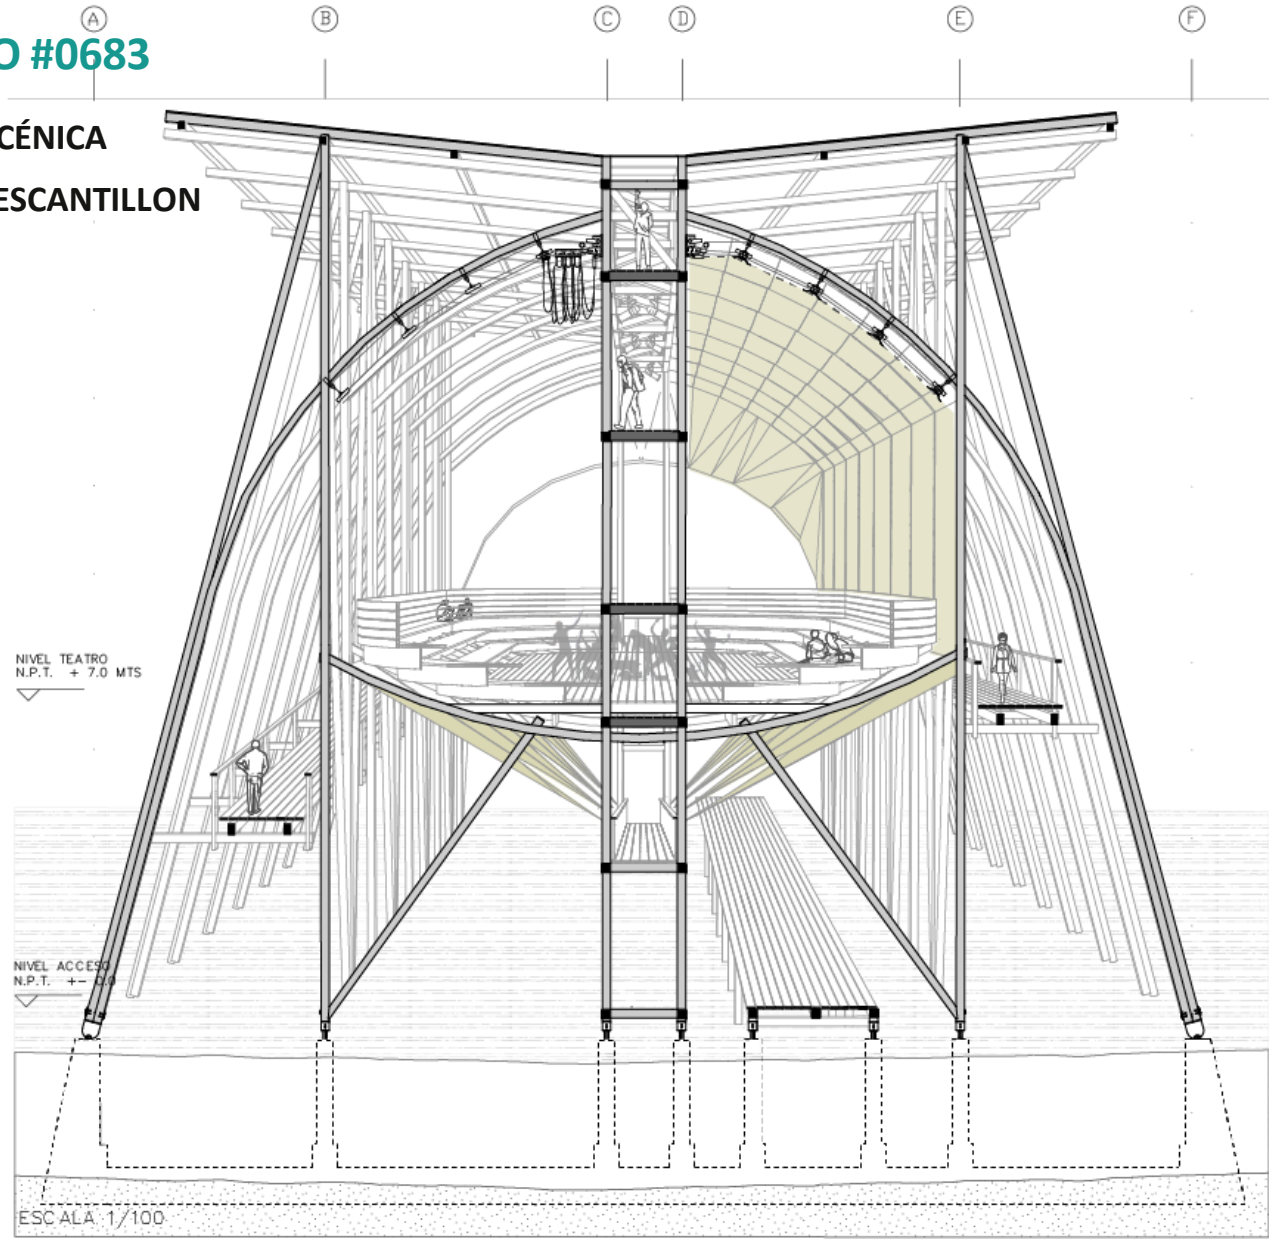 A B C D E F
O #0683
CÉNICA
ESCANTILLON
NIVEL TEATRO
N.P.T. + 7.0 MTS
NIVEL ACCESO
N.P.T. +- 0.0
ESCALA 1/100